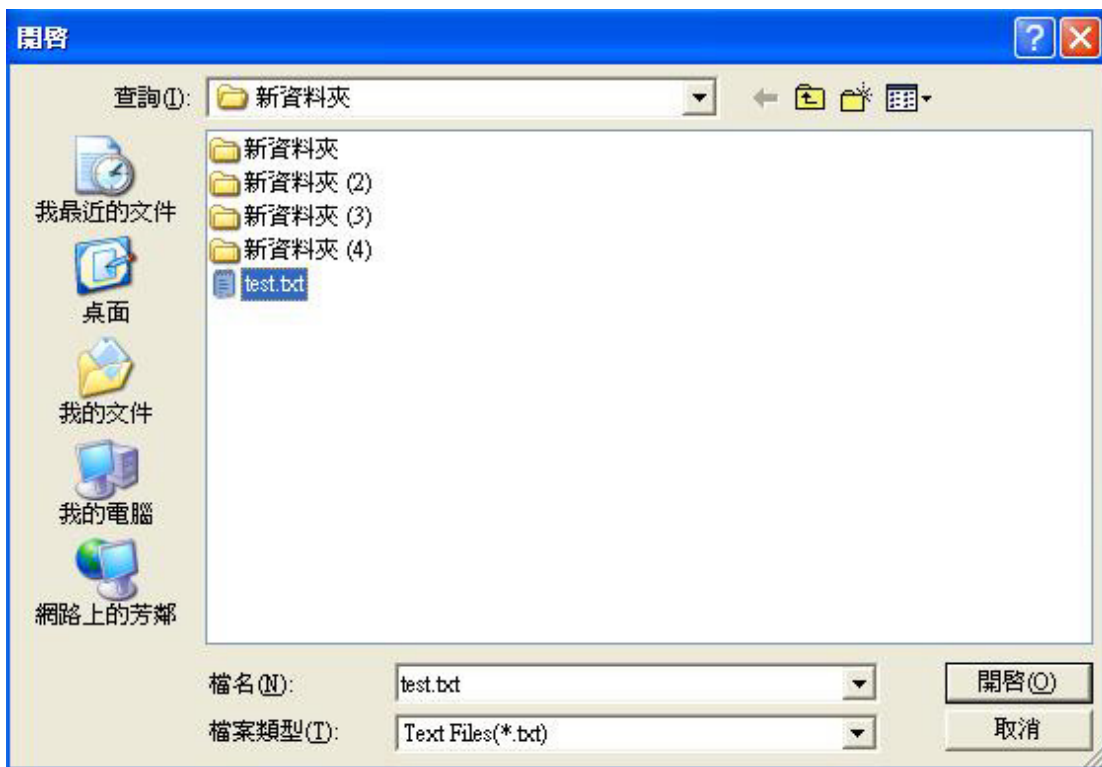 開啓
查詢(I): 新資料夾
我最近的文件
桌面
我的文件
我的電腦
網路上的芳鄰
新資料夾
新資料夾 (2)
新資料夾 (3)
新資料夾 (4)
test.txt
檔名(N): test.txt 開啓(O)
檔案類型(T): Text Files(*.txt) 取消